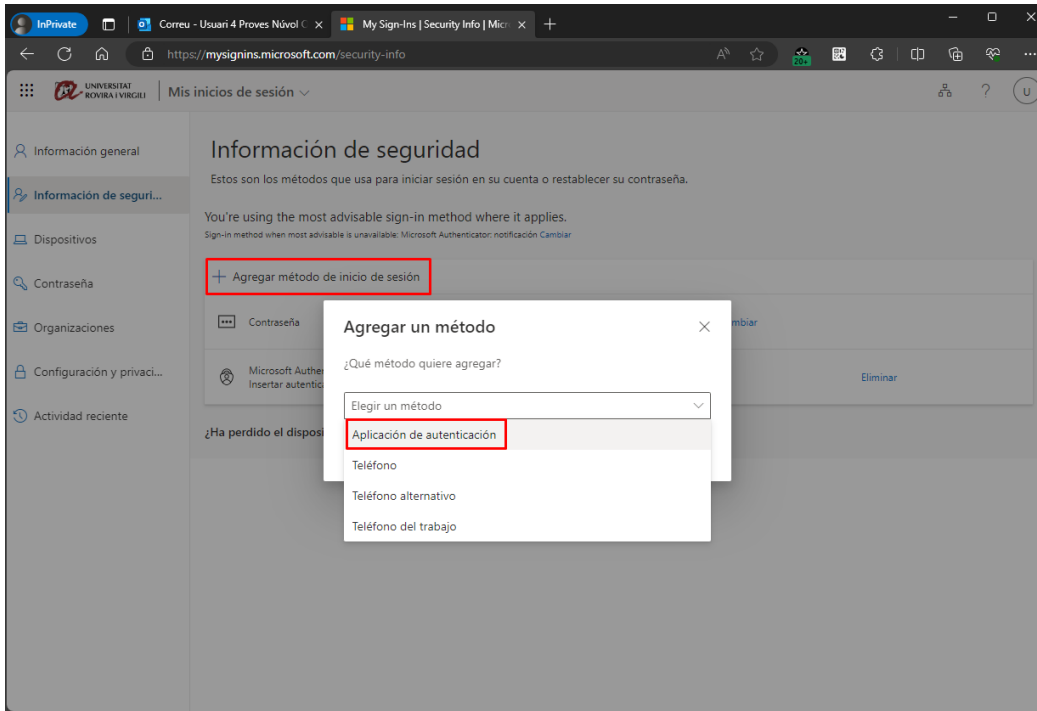 InPrivate
Correu - Usuari 4 Proves Núvol C
My Sign-Ins | Security Info | Micr
https://mysignins.microsoft.com/security-info
20+
UNIVERSITAT
ROVIRA I VIRGILI
Mis inicios de sesión
?
U
Información general
Información de seguri...
Dispositivos
Contraseña
Organizaciones
Configuración y privaci...
Actividad reciente
Información de seguridad
Estos son los métodos que usa para iniciar sesión en su cuenta o restablecer su contraseña.
You're using the most advisable sign-in method where it applies.
Sign-in method when most advisable is unavailable: Microsoft Authenticator: notificación Cambiar
+ Agregar método de inicio de sesión
Contraseña
mbiar
Microsoft Authe
Insertar autentic
Eliminar
¿Ha perdido el disposi
Agregar un método
¿Qué método quiere agregar?
Elegir un método
Aplicación de autenticación
Teléfono
Teléfono alternativo
Teléfono del trabajo